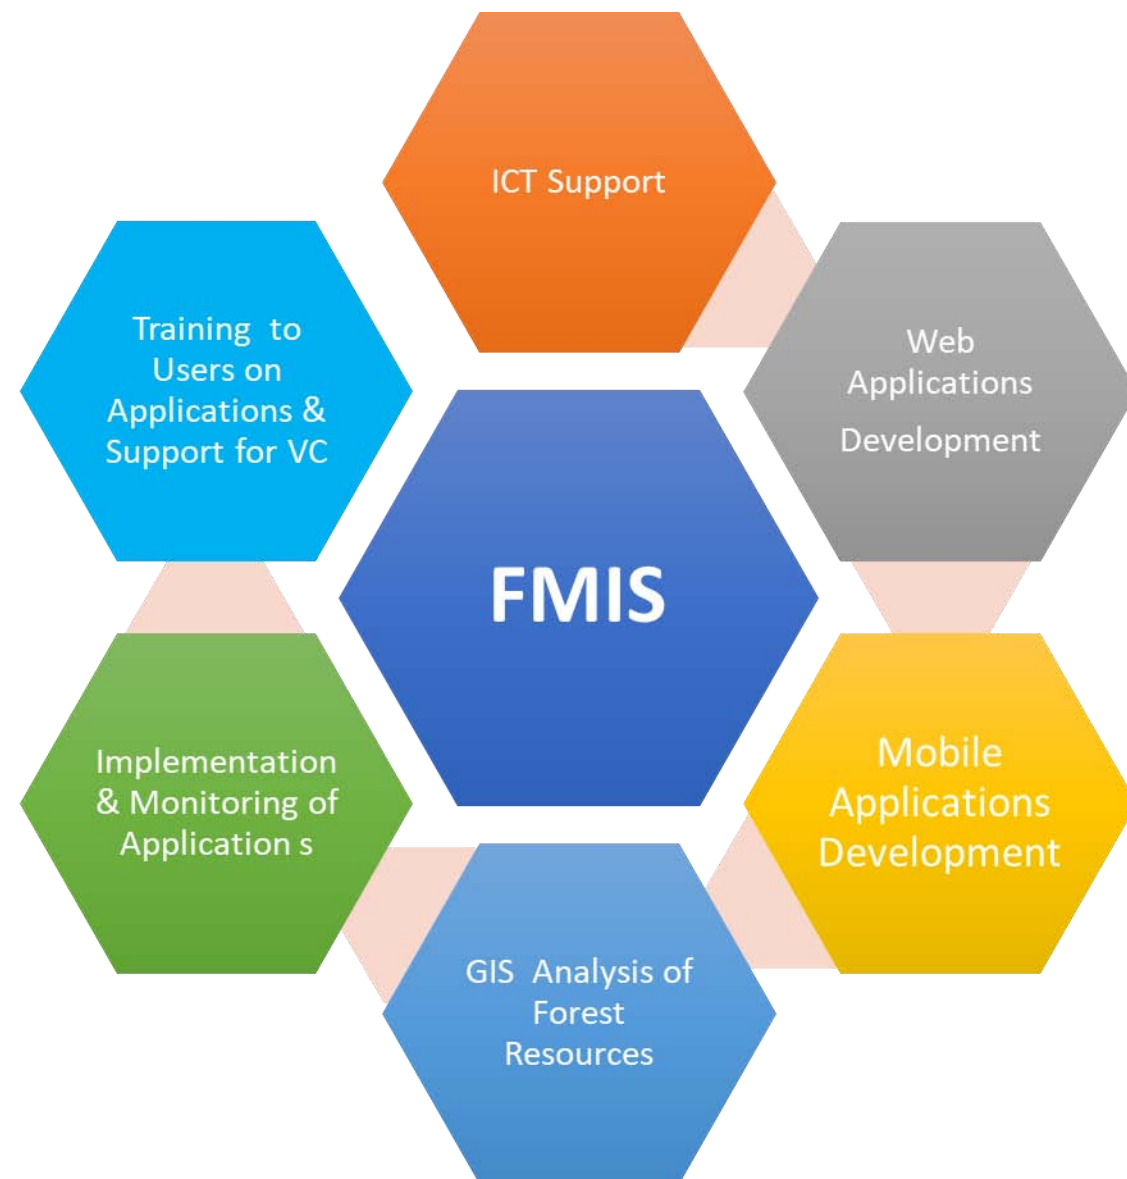 ICT Support
Web
Applications
Development
Mobile
Applications
Development
GIS Analysis of
Forest
Resources
Implementation
& Monitoring of
Application s
Training to
Users on
Applications &
Support for VC
FMIS